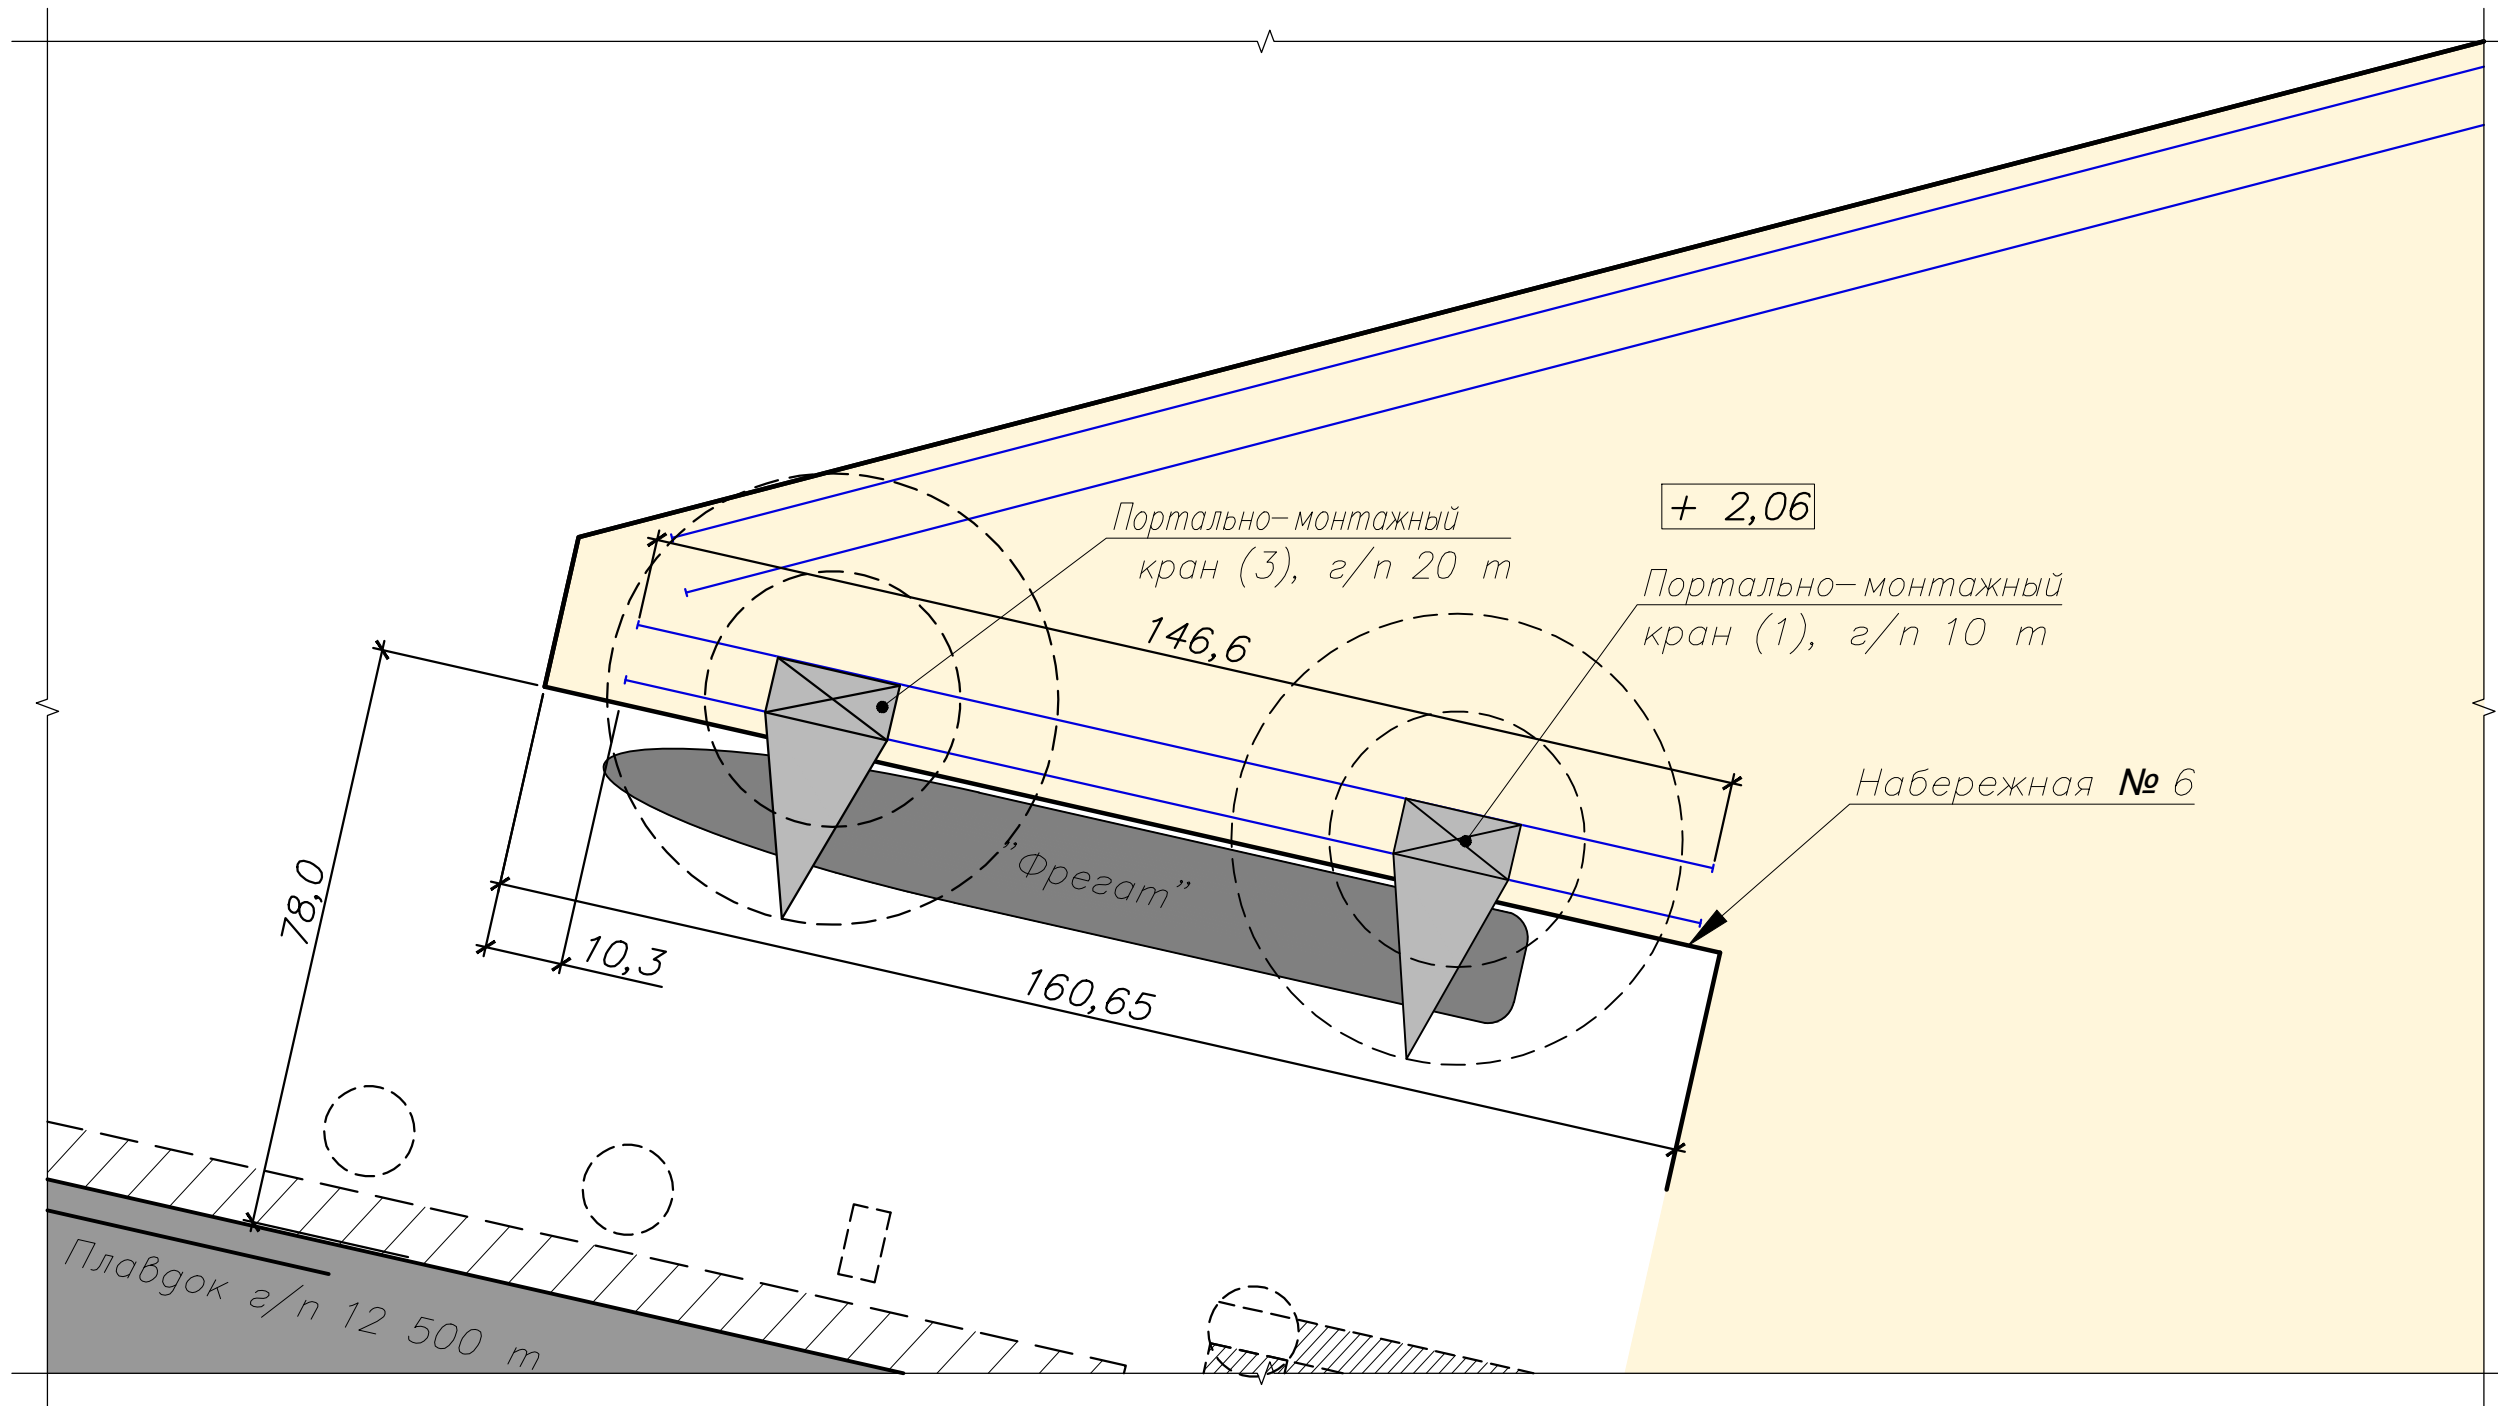 Портально-монтажный
кран (3), г/п 20 т
+ 2,06
Портально-монтажный
кран (1), г/п 10 т
146,6
Набережная № 6
78,0
„Фрегат”
10,3
160,65
Плавдок г/п 12 500 т